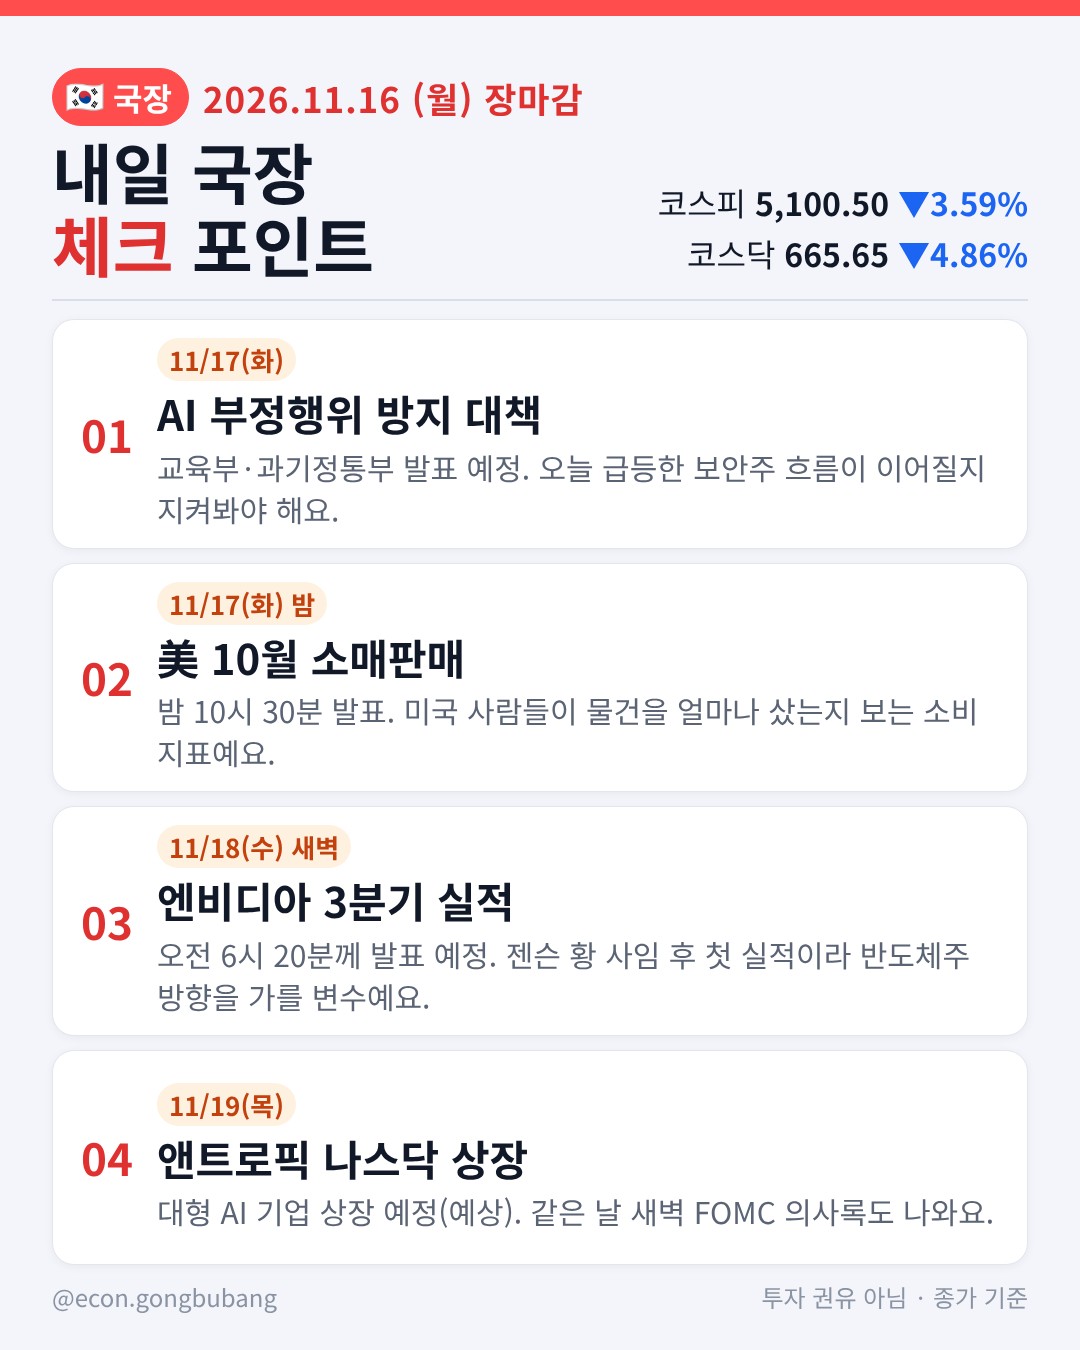 🇰🇷 국장 2026.11.16 (월) 장마감
내일 국장
체크 포인트
코스피 5,100.50 ▼3.59%
코스닥 665.65 ▼4.86%
01
11/17(화)
AI 부정행위 방지 대책
교육부·과기정통부 발표 예정. 오늘 급등한 보안주 흐름이 이어질지
지켜봐야 해요.
02
11/17(화) 밤
美 10월 소매판매
밤 10시 30분 발표. 미국 사람들이 물건을 얼마나 샀는지 보는 소비
지표예요.
03
11/18(수) 새벽
엔비디아 3분기 실적
오전 6시 20분께 발표 예정. 젠슨 황 사임 후 첫 실적이라 반도체주
방향을 가를 변수예요.
04
11/19(목)
앤트로픽 나스닥 상장
대형 AI 기업 상장 예정(예상). 같은 날 새벽 FOMC 의사록도 나와요.
@econ.gongbubang
투자 권유 아님 · 종가 기준